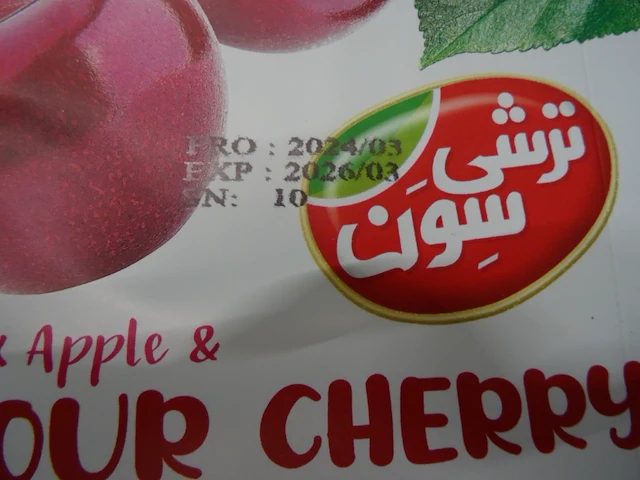 PRO : 2024/03
EXP : 2026/03
SN: 10
ترشی
سون
Apple &
OUR CHERRY